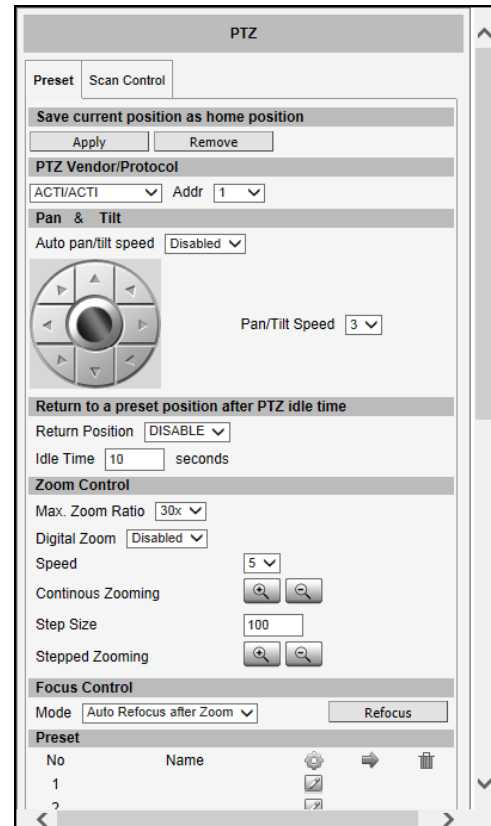 PTZ
Preset Scan Control
Save current position as home position
Apply Remove
PTZ Vendor/Protocol
ACTI/ACTI Addr 1
Pan & Tilt
Auto pan/tilt speed Disabled
Pan/Tilt Speed 3
Return to a preset position after PTZ idle time
Return Position DISABLE
Idle Time 10 seconds
Zoom Control
Max. Zoom Ratio 30x
Digital Zoom Disabled
Speed 5
Continous Zooming
Step Size 100
Stepped Zooming
Focus Control
Mode Auto Refocus after Zoom Refocus
Preset
No Name
1
2